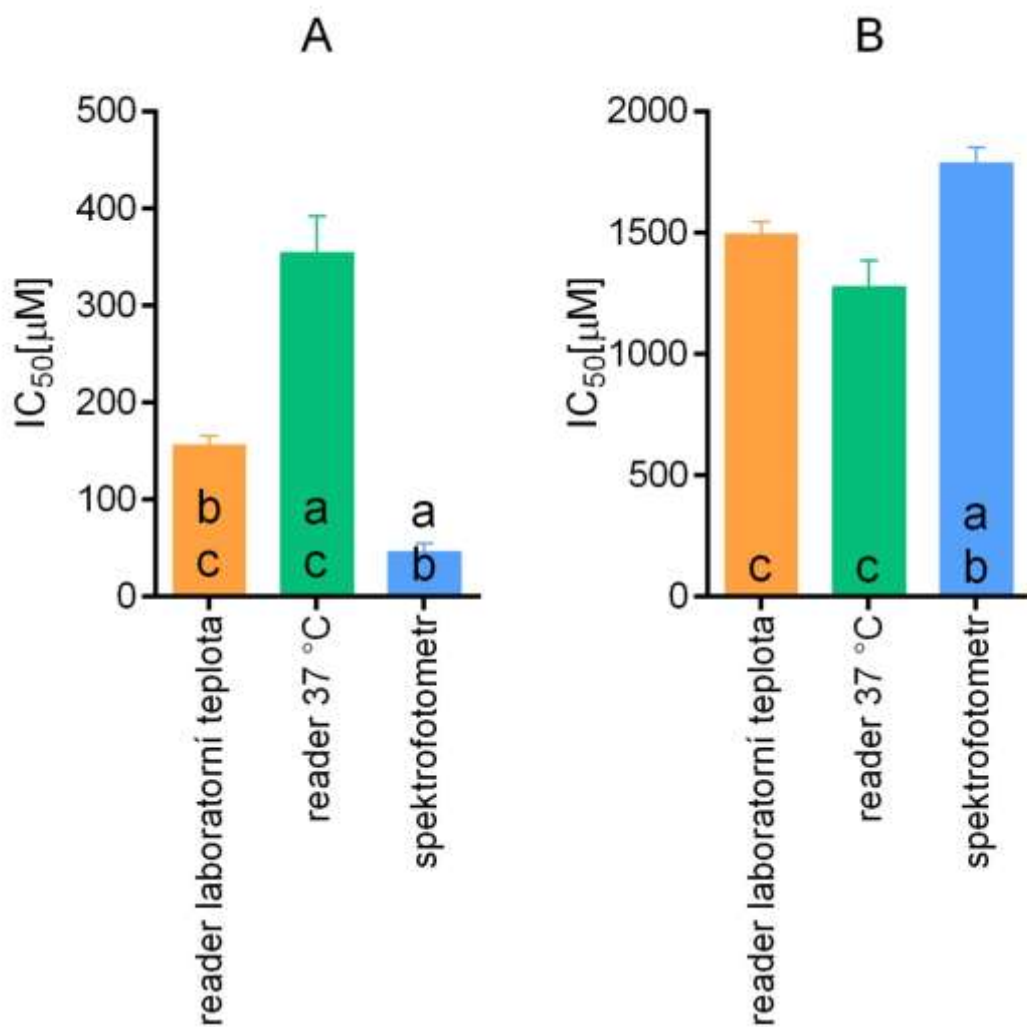 A
500
400
300
200
100
0
IC50[µM]
b
c
a
c
a
b
reader laboratorní teplota
reader 37 °C
spektrofotometr
B
2000
1500
1000
500
0
IC50[µM]
c
c
a
b
reader laboratorní teplota
reader 37 °C
spektrofotometr